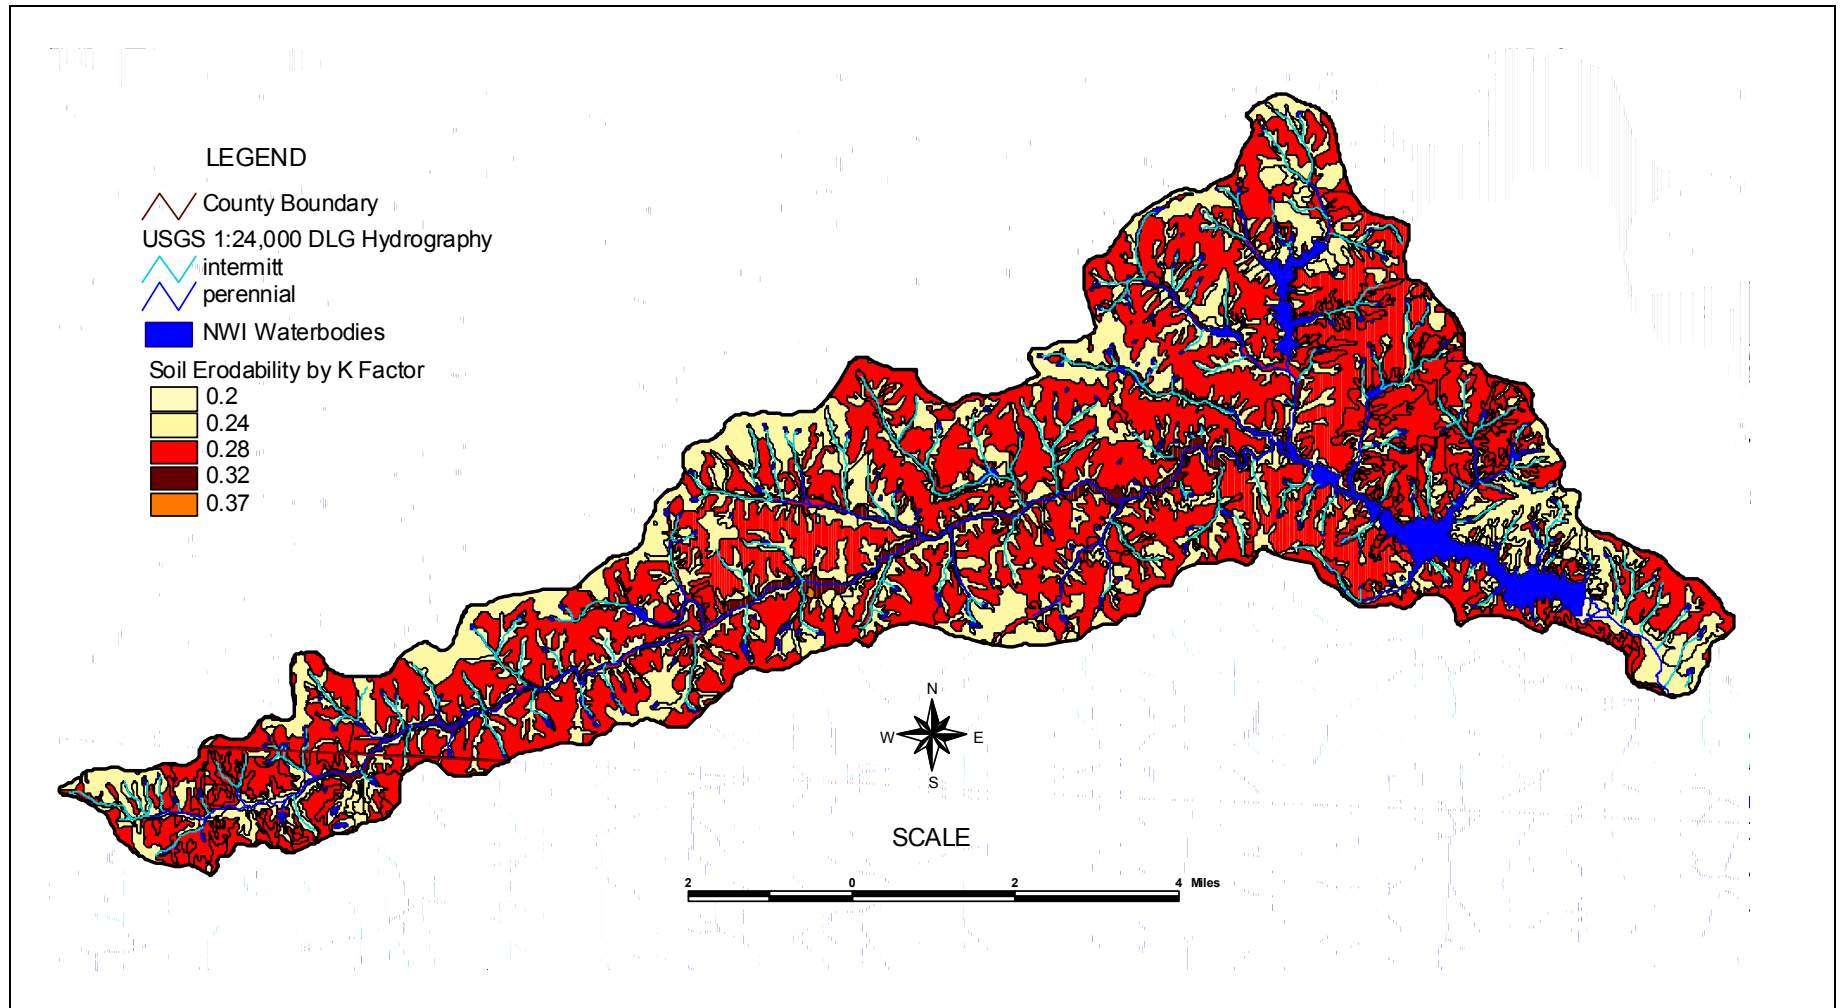 LEGEND
County Boundary
USGS 1:24,000 DLG Hydrography
intermitt
perennial
NWI Waterbodies
Soil Erodability by K Factor
0.2
0.24
0.28
0.32
0.37
N
W E
S
SCALE
2 0 2 4 Miles